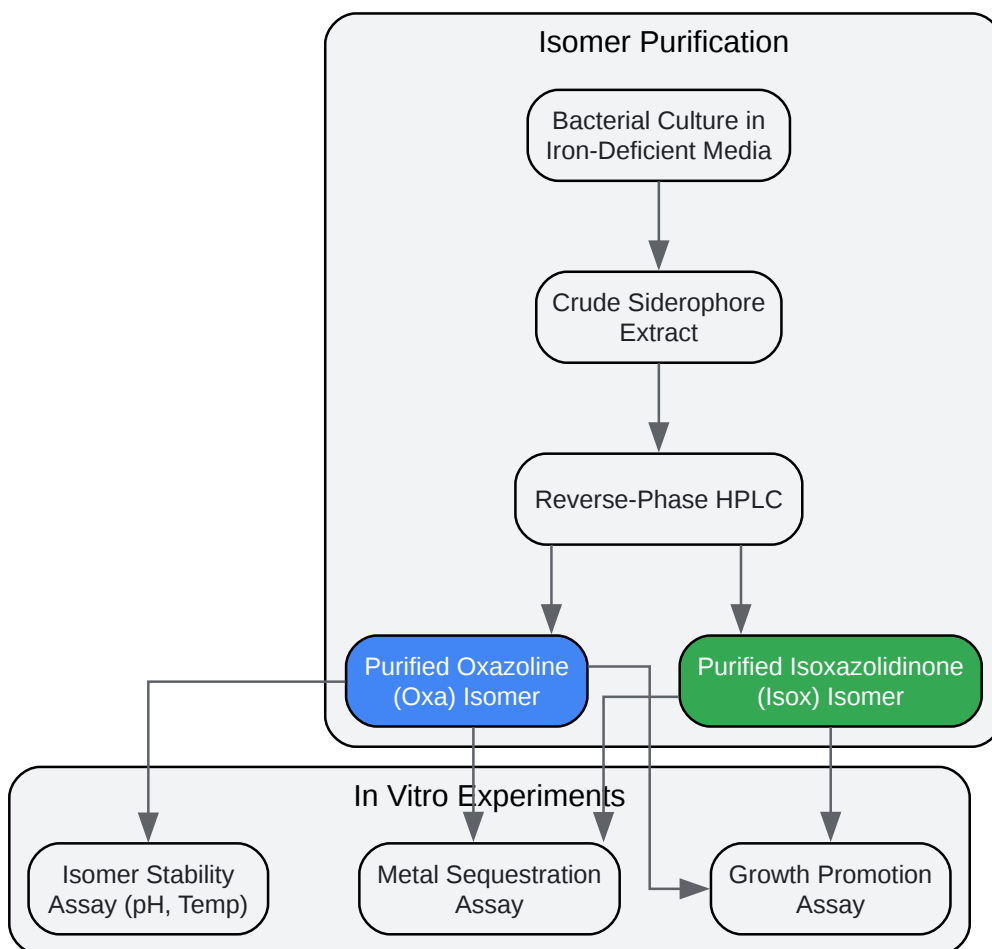 Isomer Purification
Bacterial Culture in
Iron-Deficient Media
Crude Siderophore
Extract
Reverse-Phase HPLC
Purified Oxazoline
(Oxa) Isomer
Purified Isoxazolidinone
(Isox) Isomer
In Vitro Experiments
Isomer Stability
Assay (pH, Temp)
Metal Sequestration
Assay
Growth Promotion
Assay